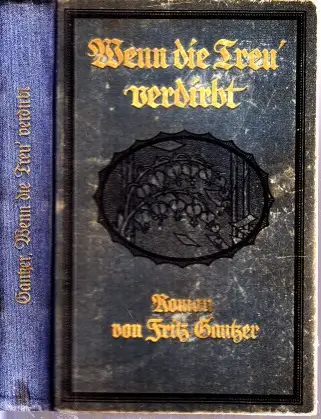 Gantzer, Wenn die Treu' verdirbt
Wenn die Treu'
verdirbt
Roman
von Fritz Gantzer